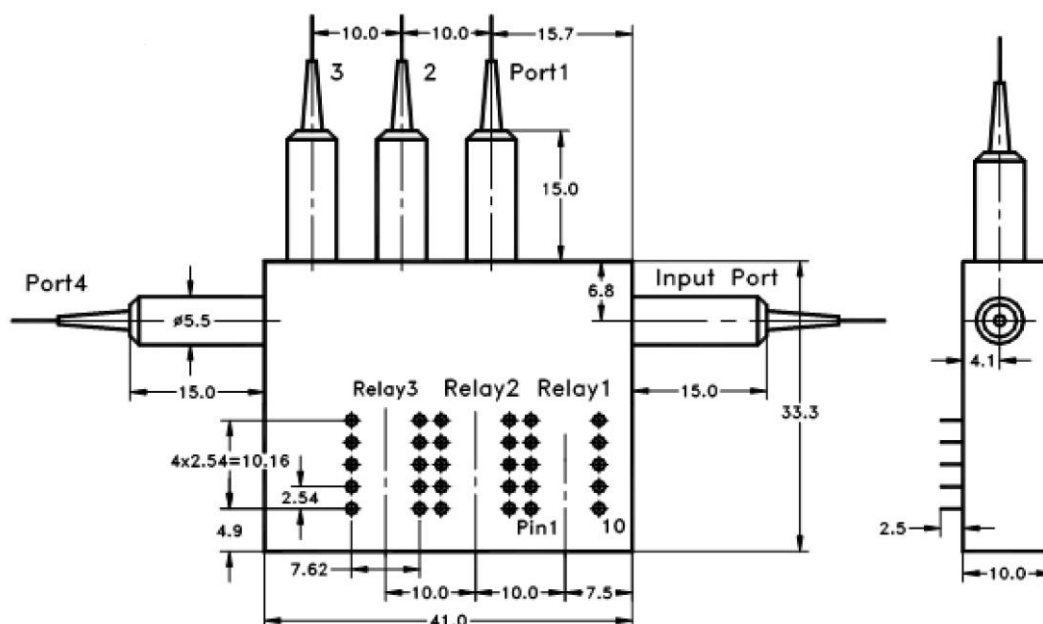 10.0
10.0
15.7
3
2
Port1
15.0
Port4
6.8
Input Port
ø5.5
4.1
15.0
Relay3
Relay2
Relay1
15.0
33.3
4x2.54=10.16
2.54
4.9
Pin1
10
2.5
7.62
10.0
10.0
7.5
10.0
41.0